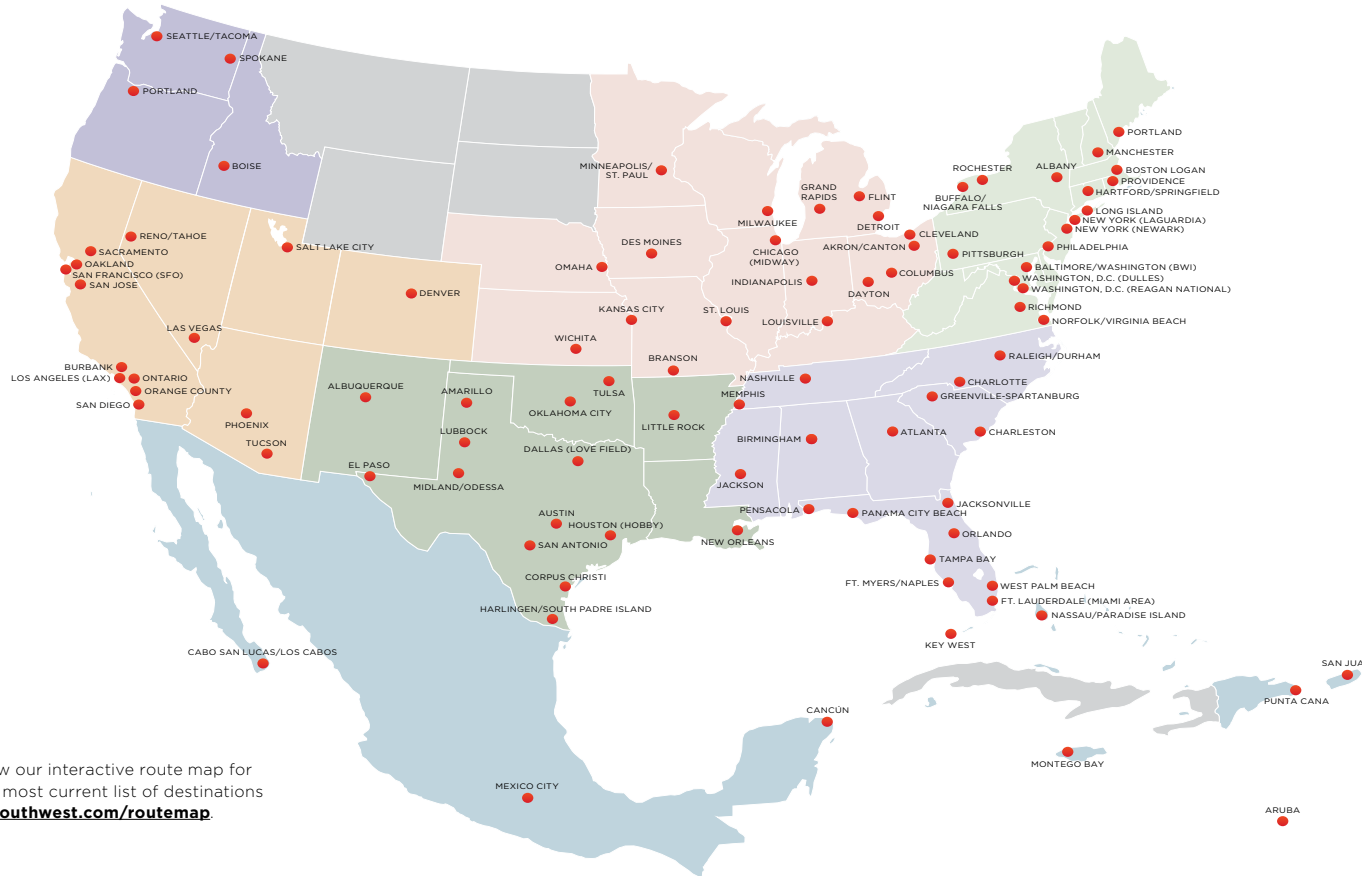 SEATTLE/TACOMA
SPOKANE
PORTLAND
BOISE
MINNEAPOLIS/
ST. PAUL
MILWAUKEE
GRAND
RAPIDS
FLINT
DETROIT
CHICAGO
(MIDWAY)
CLEVELAND
AKRON/CANTON
COLUMBUS
DAYTON
INDIANAPOLIS
LOUISVILLE
DES MOINES
OMAHA
KANSAS CITY
ST. LOUIS
WICHITA
BRANSON
PORTLAND
MANCHESTER
BOSTON LOGAN
PROVIDENCE
HARTFORD/SPRINGFIELD
ROCHESTER
ALBANY
BUFFALO/
NIAGARA FALLS
LONG ISLAND
NEW YORK (LAGUARDIA)
NEW YORK (NEWARK)
PHILADELPHIA
PITTSBURGH
BALTIMORE/WASHINGTON (BWI)
WASHINGTON, D.C. (DULLES)
WASHINGTON, D.C. (REAGAN NATIONAL)
RICHMOND
NORFOLK/VIRGINIA BEACH
RENO/TAHOE
SACRAMENTO
OAKLAND
SAN FRANCISCO (SFO)
SAN JOSE
SALT LAKE CITY
DENVER
LAS VEGAS
BURBANK
LOS ANGELES (LAX)
ONTARIO
ORANGE COUNTY
SAN DIEGO
PHOENIX
TUCSON
ALBUQUERQUE
AMARILLO
LUBBOCK
EL PASO
MIDLAND/ODESSA
TULSA
OKLAHOMA CITY
LITTLE ROCK
DALLAS (LOVE FIELD)
AUSTIN
HOUSTON (HOBBY)
SAN ANTONIO
CORPUS CHRISTI
HARLINGEN/SOUTH PADRE ISLAND
NEW ORLEANS
RALEIGH/DURHAM
NASHVILLE
MEMPHIS
CHARLOTTE
GREENVILLE-SPARTANBURG
BIRMINGHAM
ATLANTA
CHARLESTON
JACKSON
PENSACOLA
PANAMA CITY BEACH
JACKSONVILLE
ORLANDO
TAMPA BAY
FT. MYERS/NAPLES
WEST PALM BEACH
FT. LAUDERDALE (MIAMI AREA)
NASSAU/PARADISE ISLAND
KEY WEST
CABO SAN LUCAS/LOS CABOS
CANCÚN
MEXICO CITY
SAN JUA
PUNTA CANA
MONTEGO BAY
ARUBA
w our interactive route map for
most current list of destinations
outhwest.com/routemap.